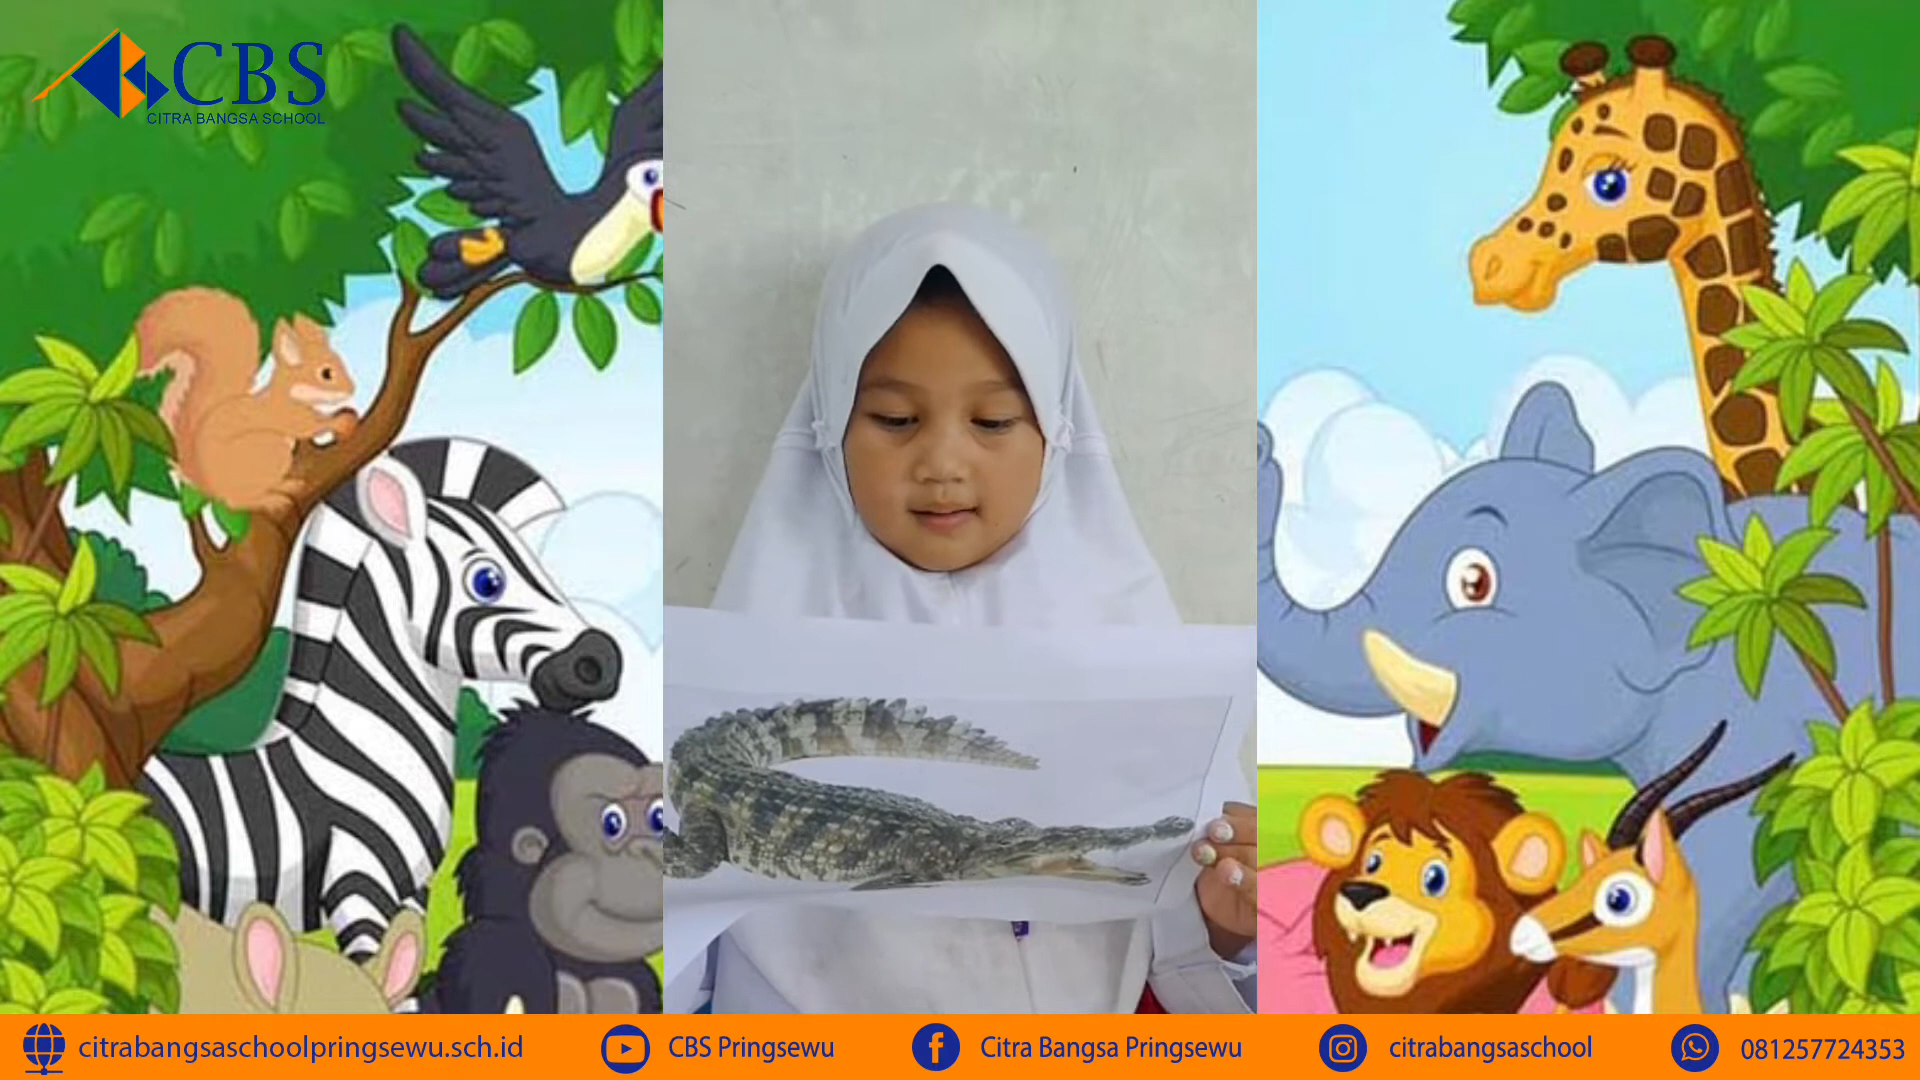 CBS
CITRA BANGSA SCHOOL
citrabangsaschoolpringsewu.sch.id
CBS Pringsewu
Citra Bangsa Pringsewu
citrabangsaschool
081257724353